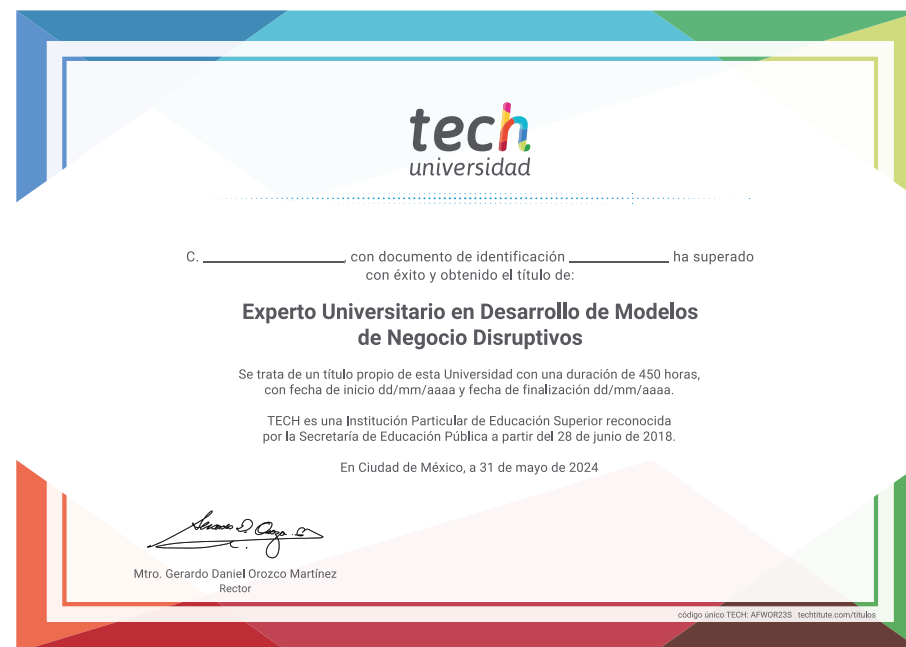 tech
universidad
C. ____________, con documento de identificación ____________ ha superado
con éxito y obtenido el título de:
Experto Universitario en Desarrollo de Modelos
de Negocio Disruptivos
Se trata de un título propio de esta Universidad con una duración de 450 horas,
con fecha de inicio dd/mm/aaaa y fecha de finalización dd/mm/aaaa.
TECH es una Institución Particular de Educación Superior reconocida
por la Secretaría de Educación Pública a partir del 28 de junio de 2018.
En Ciudad de México, a 31 de mayo de 2024
Mtro. Gerardo Daniel Orozco Martínez
Rector
código único TECH: AFWOR23S techtitute.com/titulos